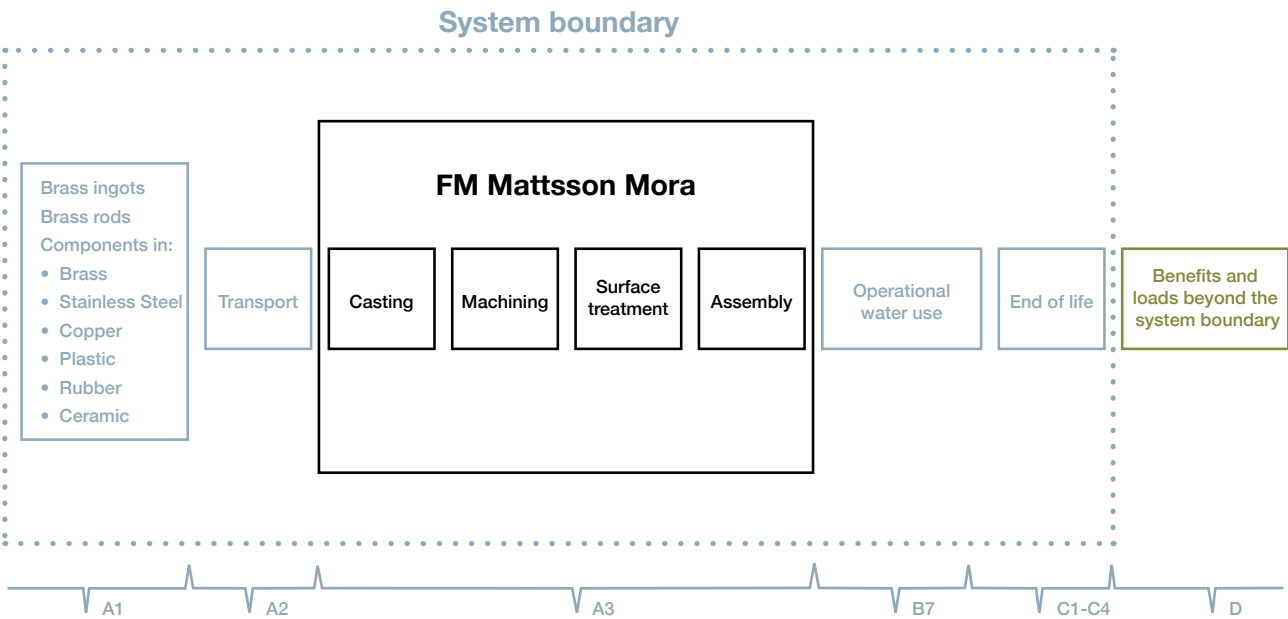 System boundary
Brass ingots
Brass rods
Components in:
• Brass
• Stainless Steel
• Copper
• Plastic
• Rubber
• Ceramic
Transport
FM Mattsson Mora
Casting
Machining
Surface
treatment
Assembly
Operational
water use
End of life
Benefits and
loads beyond the
system boundary
A1
A2
A3
B7
C1-C4
D